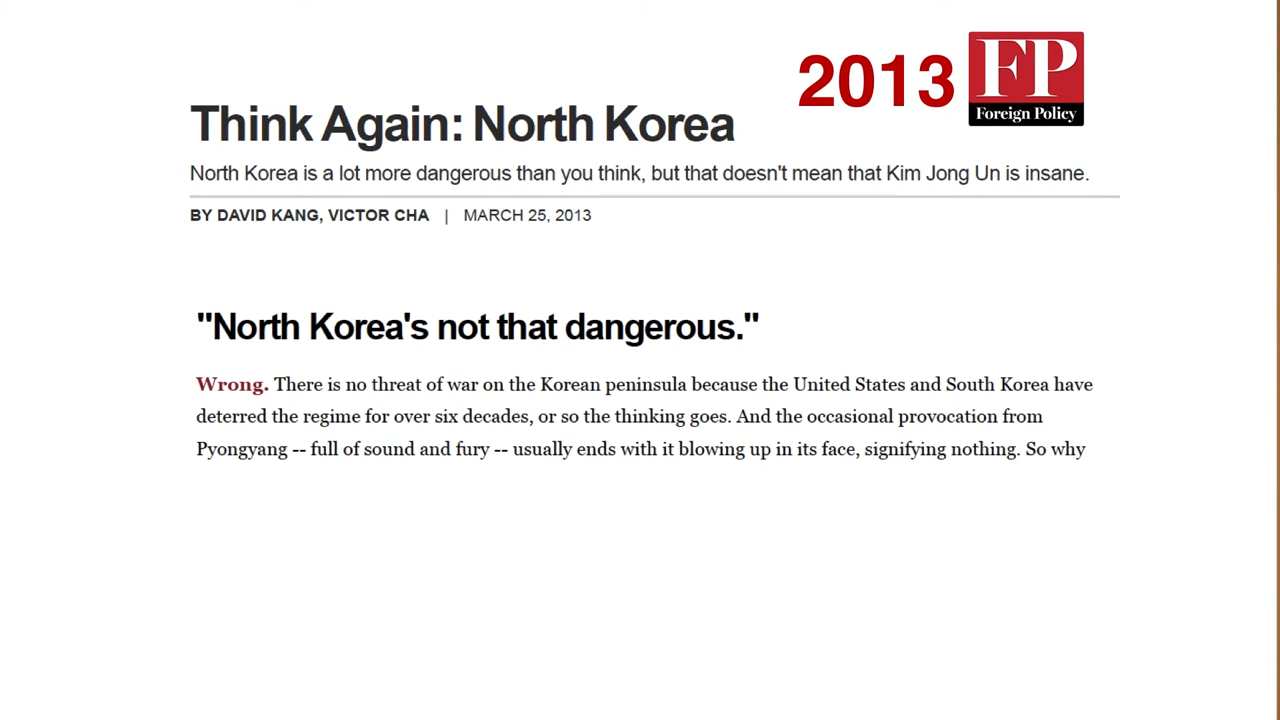 2013
FP
Foreign Policy
Think Again: North Korea
North Korea is a lot more dangerous than you think, but that doesn't mean that Kim Jong Un is insane.
BY DAVID KANG, VICTOR CHA | MARCH 25, 2013
"North Korea's not that dangerous."
Wrong. There is no threat of war on the Korean peninsula because the United States and South Korea have
deterred the regime for over six decades, or so the thinking goes. And the occasional provocation from
Pyongyang -- full of sound and fury -- usually ends with it blowing up in its face, signifying nothing. So why